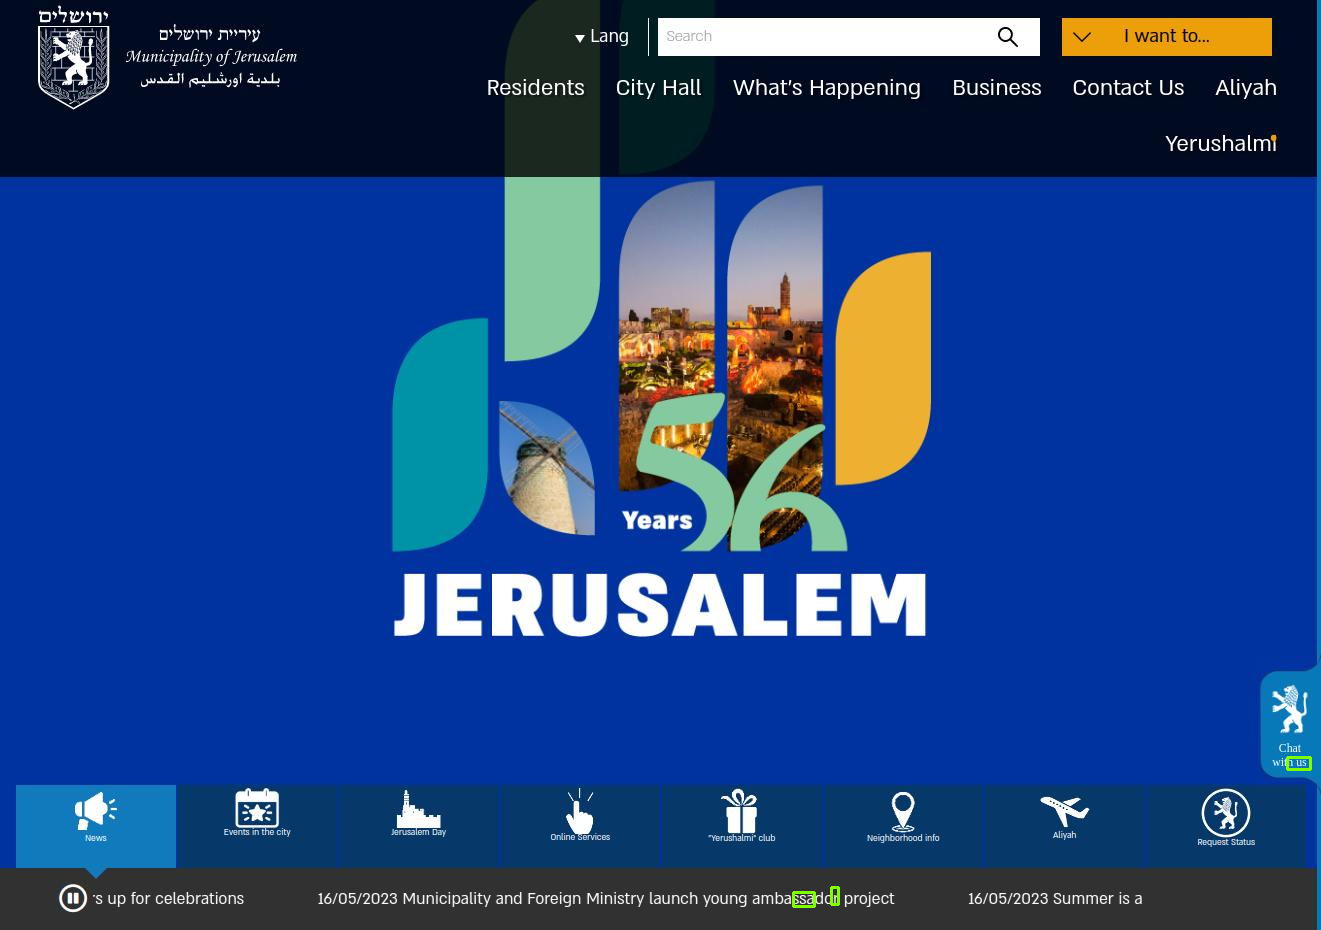 ירושלים
עיריית ירושלים
Municipality of Jerusalem
بلدية اورشليم القدس
Lang
Search
I want to...
Residents
City Hall
What's Happening
Business
Contact Us
Aliyah
Yerushalmi
56
Years
JERUSALEM
Chat
with us
News
Events in the city
Jerusalem Day
Online Services
"Yerushalmi" club
Neighborhood info
Aliyah
Request Status
rs up for celebrations
16/05/2023 Municipality and Foreign Ministry launch young ambassador project
16/05/2023 Summer is a